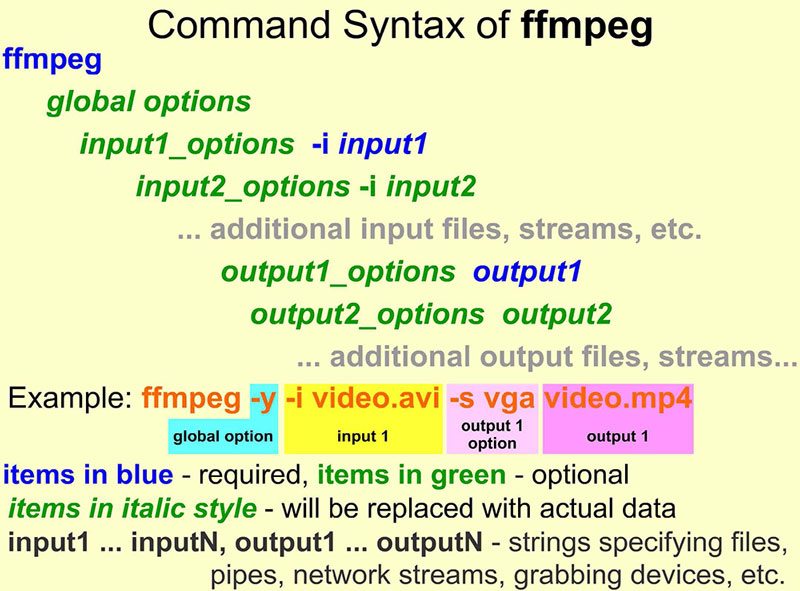 Command Syntax of ffmpeg
ffmpeg
global options
input1_options -i input1
input2_options -i input2
... additional input files, streams, etc.
output1_options output1
output2_options output2
... additional output files, streams...
Example: ffmpeg -y -i video.avi -s vga video.mp4
global option input 1 output 1 option output 1
items in blue - required, items in green - optional
items in italic style - will be replaced with actual data
input1 ... inputN, output1 ... outputN - strings specifying files,
pipes, network streams, grabbing devices, etc.